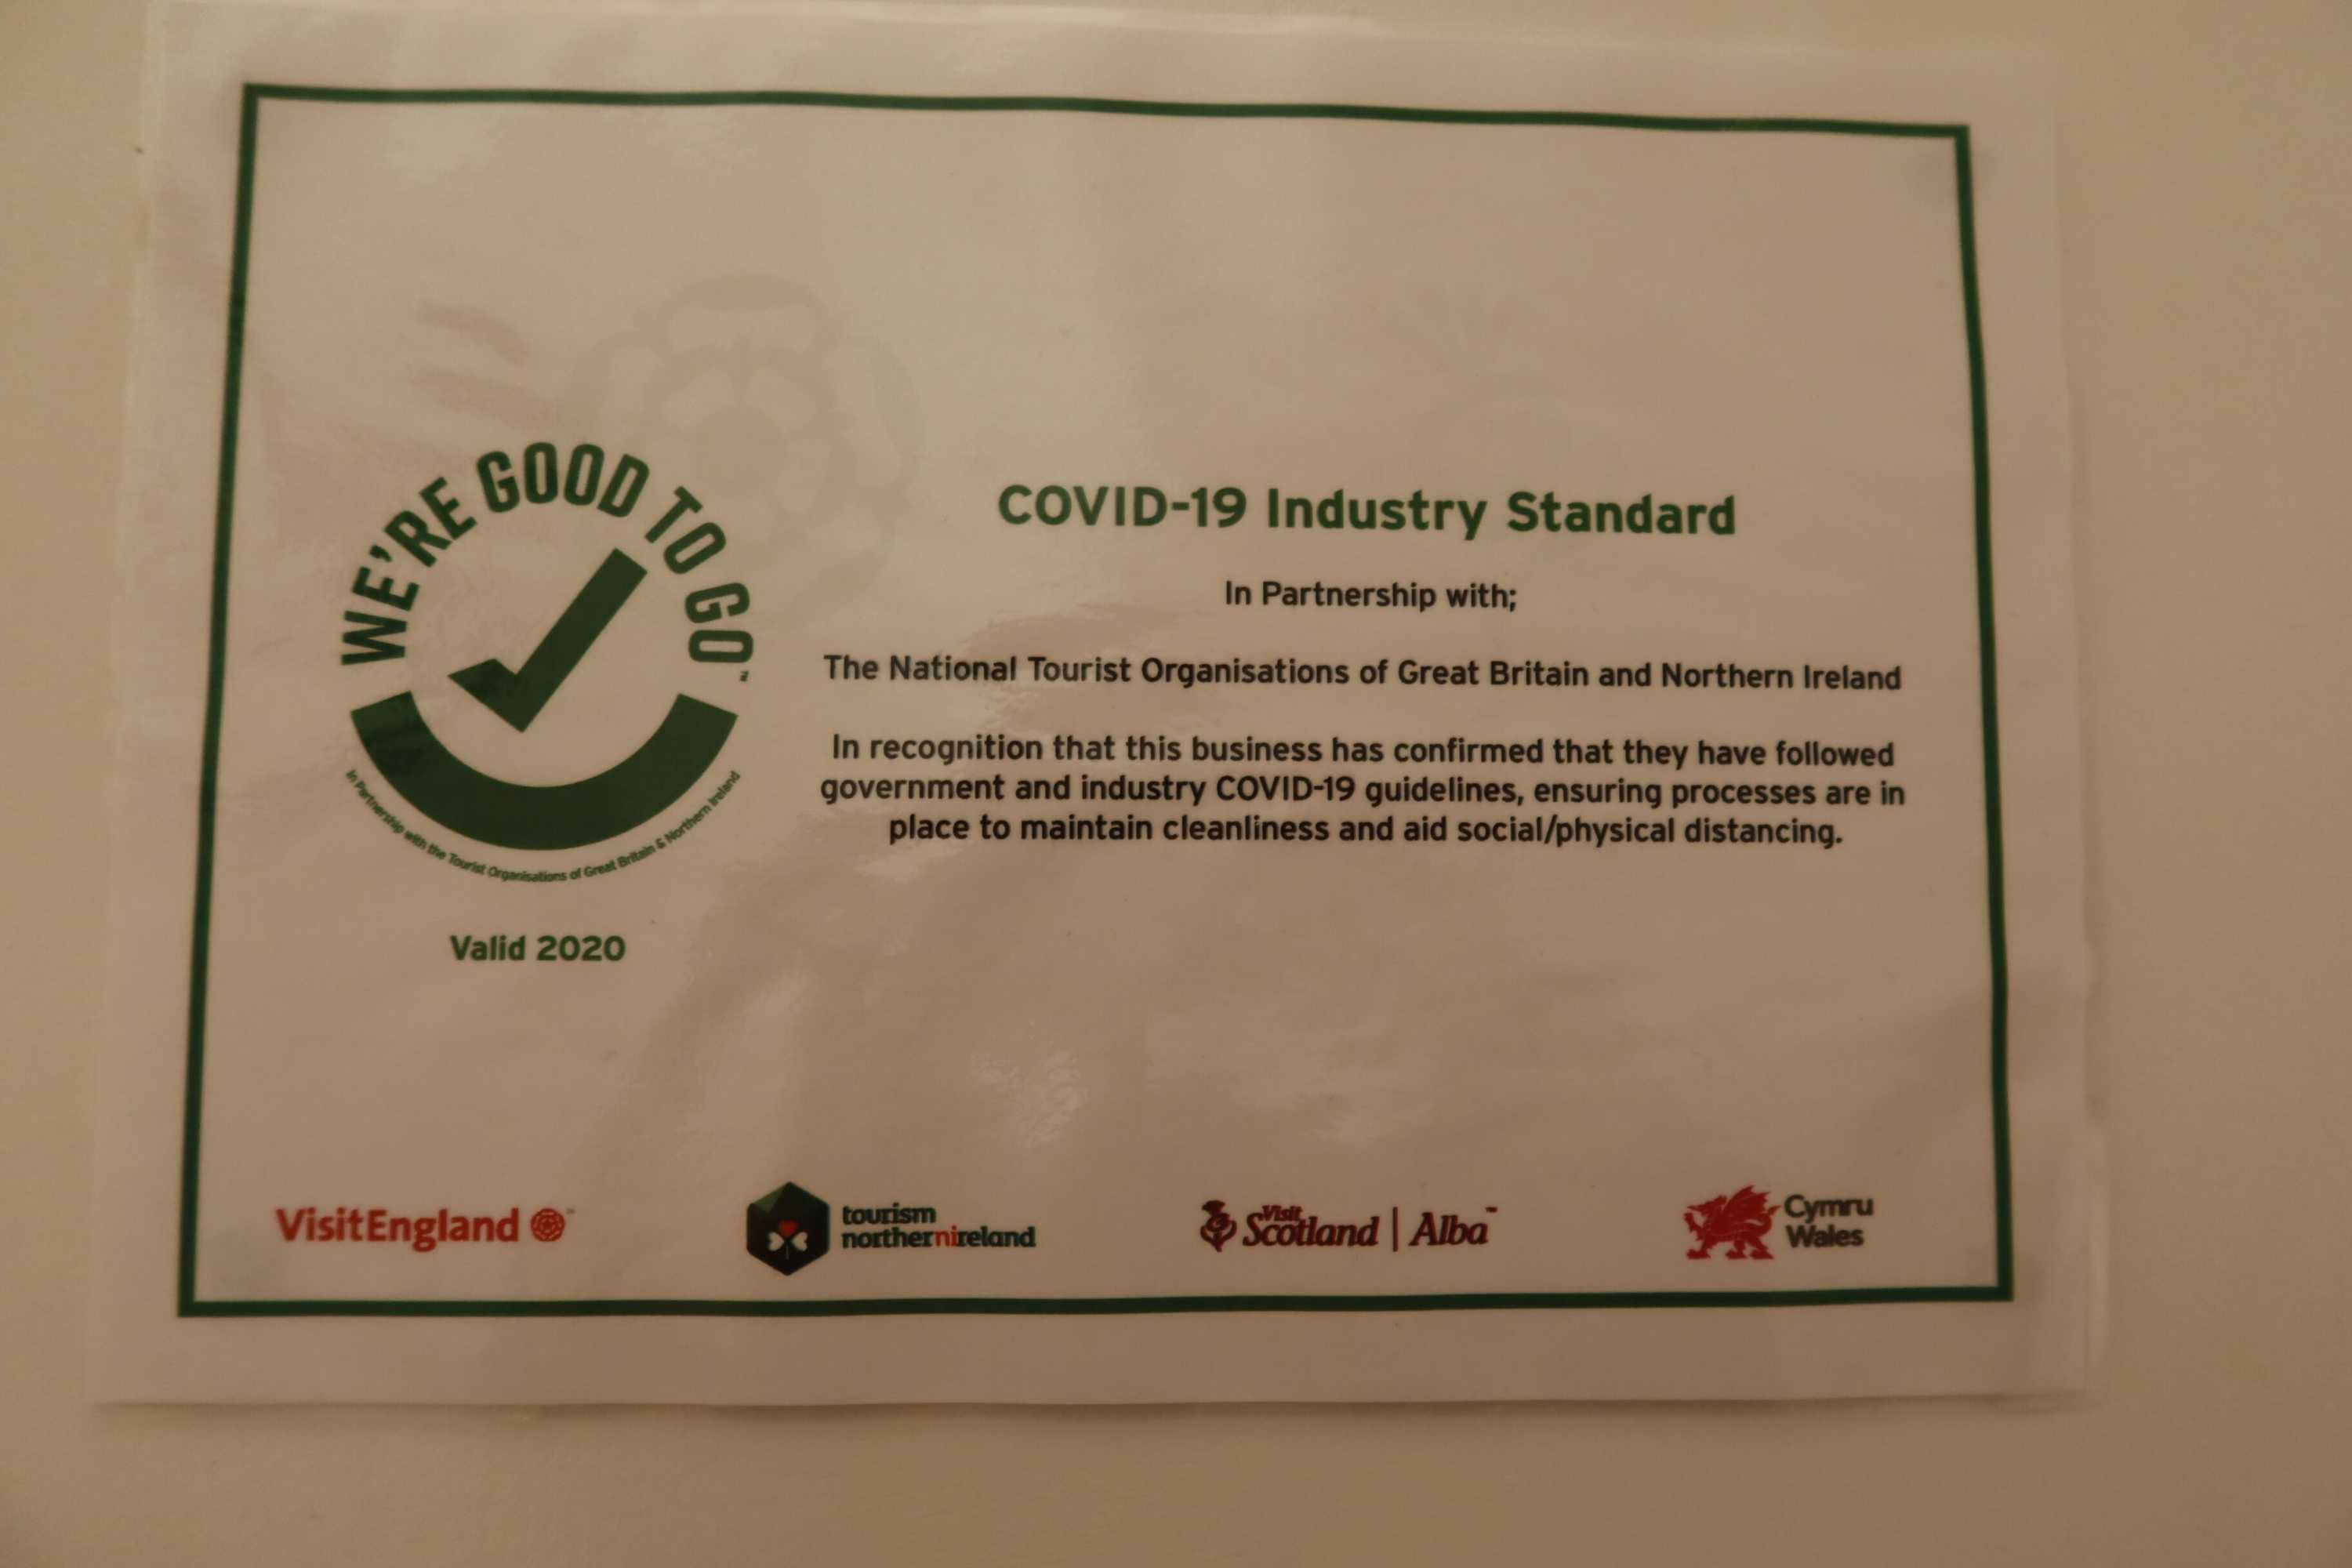 WE'RE GOOD TO GO™
In Partnership with the Tourist Organisations of Great Britain & Northern Ireland
Valid 2020
COVID-19 Industry Standard
In Partnership with;
The National Tourist Organisations of Great Britain and Northern Ireland
In recognition that this business has confirmed that they have followed
government and industry COVID-19 guidelines, ensuring processes are in
place to maintain cleanliness and aid social/physical distancing.
VisitEngland™
tourism
northernireland
Visit
Scotland | Alba™
Cymru
Wales